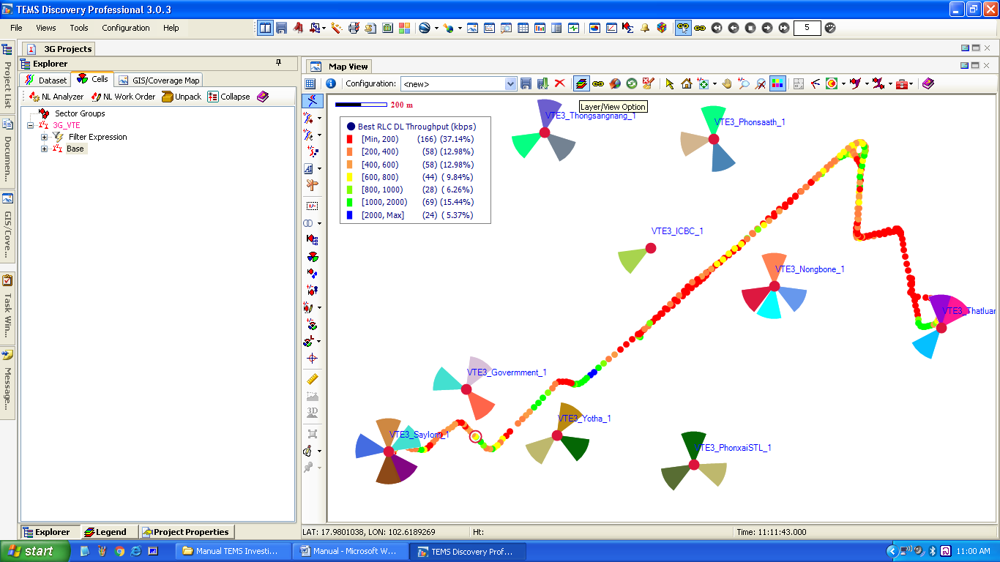 TEMS Discovery Professional 3.0.3
File Views Tools Configuration Help
5
3G Projects
Explorer
Dataset Cells GIS/Coverage Map
NL Analyzer NL Work Order Unpack Collapse
Sector Groups
3G_VTE
Filter Expression
Base
Project List
Documen...
GIS/Cove...
Task Win...
Message...
Map View
Configuration: <new>
Layer/View Option
200 m
Best RLC DL Throughput (kbps)
[Min, 200) (166) (37.14%)
[200, 400) (58) (12.98%)
[400, 600) (58) (12.98%)
[600, 800) (44) ( 9.84%)
[800, 1000) (28) ( 6.26%)
[1000, 2000) (69) (15.44%)
[2000, Max] (24) ( 5.37%)
VTE3_Thongsangnang_1
VTE3_Phonsaath_1
VTE3_ICBC_1
VTE3_Nongbone_1
VTE3_Thatluan
VTE3_Government_1
VTE3_Yotha_1
VTE3_Saylom_1
VTE3_PhonxaiSTL_1
3D
Explorer Legend Project Properties
LAT: 17.9801038, LON: 102.6189269 Ht: Time: 11:11:43.000
start Manual TEMS Investi... Manual - Microsoft W... TEMS Discovery Prof... 11:00 AM